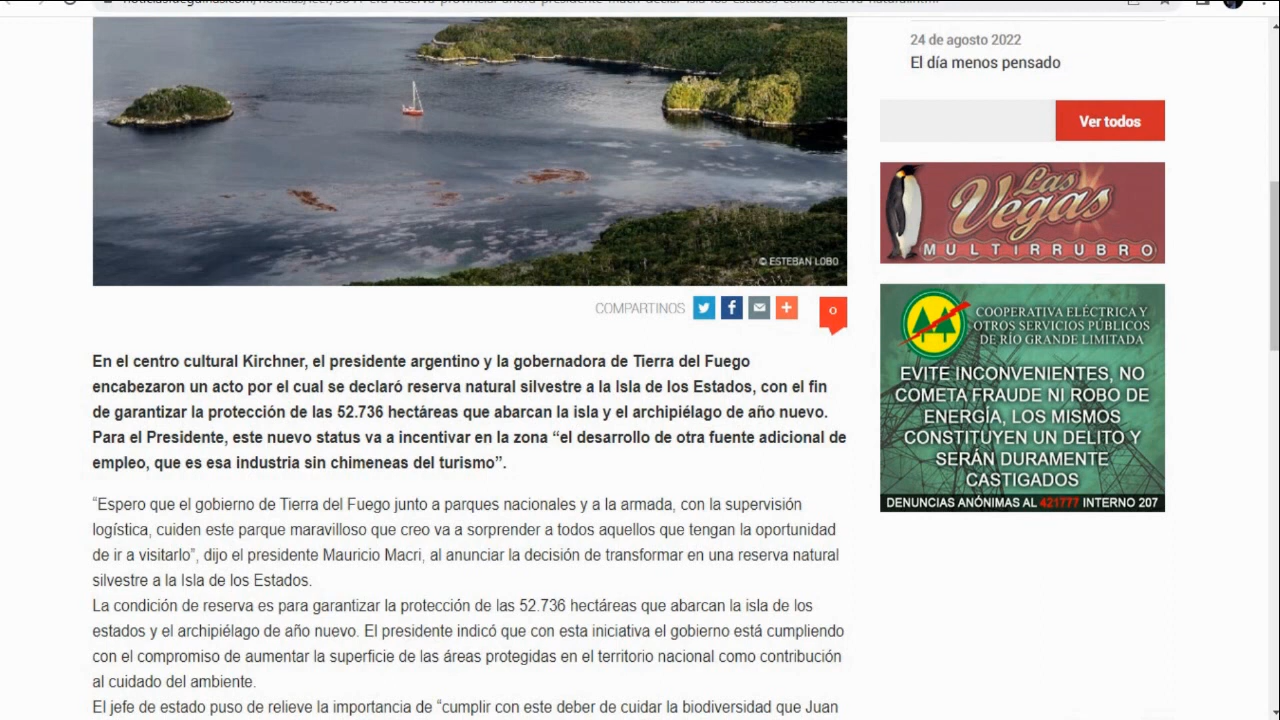 24 de agosto 2022
El día menos pensado
Ver todos
Las
Vegas
MULTIRRUBRO
© ESTEBAN LOBO
COMPARTINOS
0
COOPERATIVA ELÉCTRICA Y
OTROS SERVICIOS PÚBLICOS
DE RÍO GRANDE LIMITADA
EVITE INCONVENIENTES, NO
COMETA FRAUDE NI ROBO DE
ENERGÍA, LOS MISMOS
CONSTITUYEN UN DELITO Y
SERÁN DURAMENTE
CASTIGADOS
DENUNCIAS ANÓNIMAS AL 421777 INTERNO 207
En el centro cultural Kirchner, el presidente argentino y la gobernadora de Tierra del Fuego
encabezaron un acto por el cual se declaró reserva natural silvestre a la Isla de los Estados, con el fin
de garantizar la protección de las 52.736 hectáreas que abarcan la isla y el archipiélago de año nuevo.
Para el Presidente, este nuevo status va a incentivar en la zona “el desarrollo de otra fuente adicional de
empleo, que es esa industria sin chimeneas del turismo”.
“Espero que el gobierno de Tierra del Fuego junto a parques nacionales y a la armada, con la supervisión
logística, cuiden este parque maravilloso que creo va a sorprender a todos aquellos que tengan la oportunidad
de ir a visitarlo”, dijo el presidente Mauricio Macri, al anunciar la decisión de transformar en una reserva natural
silvestre a la Isla de los Estados.
La condición de reserva es para garantizar la protección de las 52.736 hectáreas que abarcan la isla de los
estados y el archipiélago de año nuevo. El presidente indicó que con esta iniciativa el gobierno está cumpliendo
con el compromiso de aumentar la superficie de las áreas protegidas en el territorio nacional como contribución
al cuidado del ambiente.
El jefe de estado puso de relieve la importancia de “cumplir con este deber de cuidar la biodiversidad que Juan